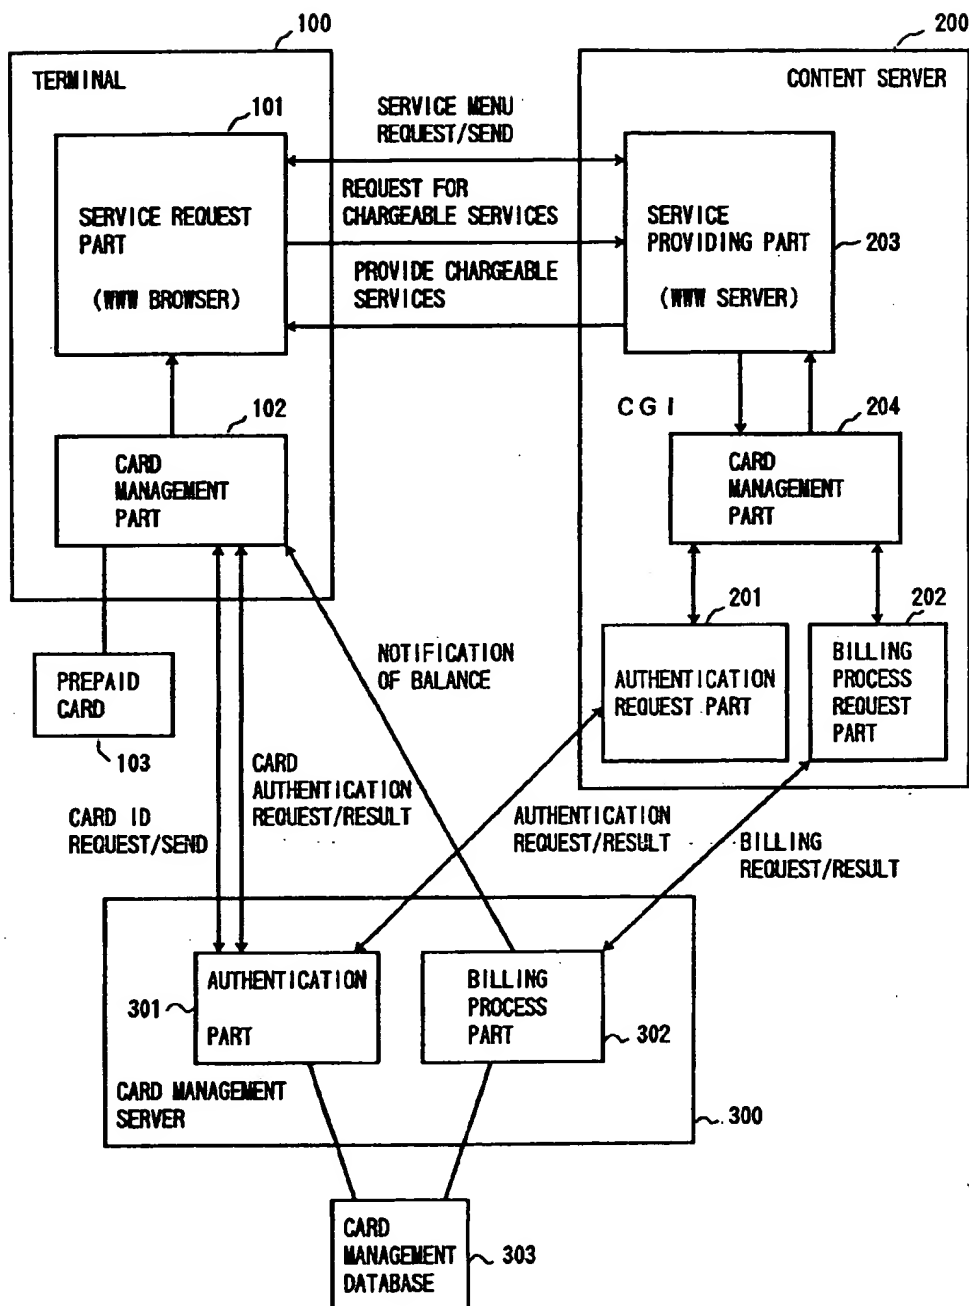 100
200
TERMINAL
CONTENT SERVER
101
SERVICE MENU
REQUEST/SEND
REQUEST FOR
CHARGEABLE SERVICES
SERVICE REQUEST
PART
(WWW BROWSER)
SERVICE
PROVIDING PART
203
(WWW SERVER)
PROVIDE CHARGEABLE
SERVICES
102
CGI
204
CARD
MANAGEMENT
PART
CARD
MANAGEMENT
PART
201
202
PREPAID
CARD
103
NOTIFICATION
OF BALANCE
AUTHENTICATION
REQUEST PART
BILLING
PROCESS
REQUEST
PART
CARD ID
REQUEST/SEND
CARD
AUTHENTICATION
REQUEST/RESULT
AUTHENTICATION
REQUEST/RESULT
BILLING
REQUEST/RESULT
301
AUTHENTICATION
PART
BILLING
PROCESS
PART
302
CARD MANAGEMENT
SERVER
300
CARD
MANAGEMENT
DATABASE
303